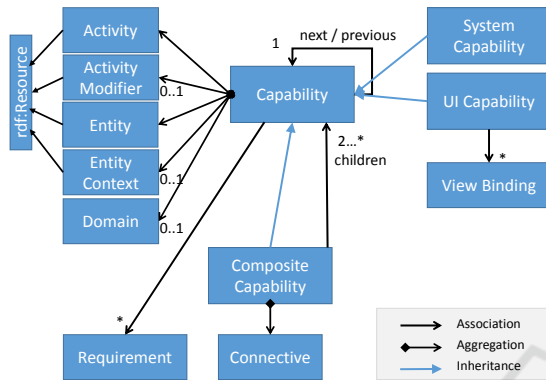 Activity
next / previous
System
Capability
1
Activity
Modifier
0..1
Capability
UI Capability
rdf:Resource
Entity
2...*
children
*
Entity
Context
0..1
View Binding
Domain
0..1
Composite
Capability
*
Association
Aggregation
Inheritance
Requirement
Connective